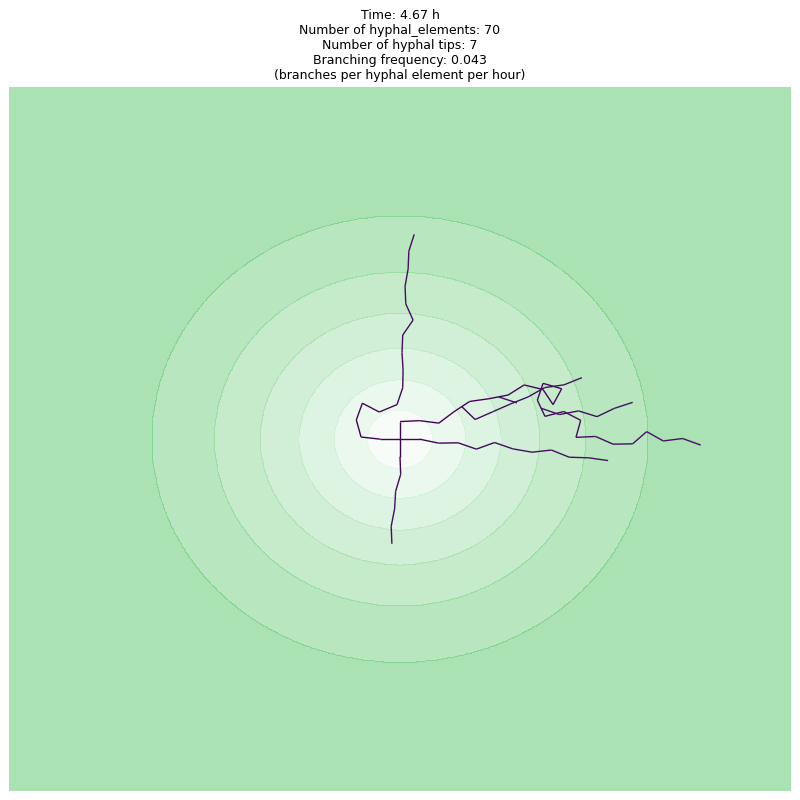 Time: 4.67 h
Number of hyphal_elements: 70
Number of hyphal tips: 7
Branching frequency: 0.043
(branches per hyphal element per hour)